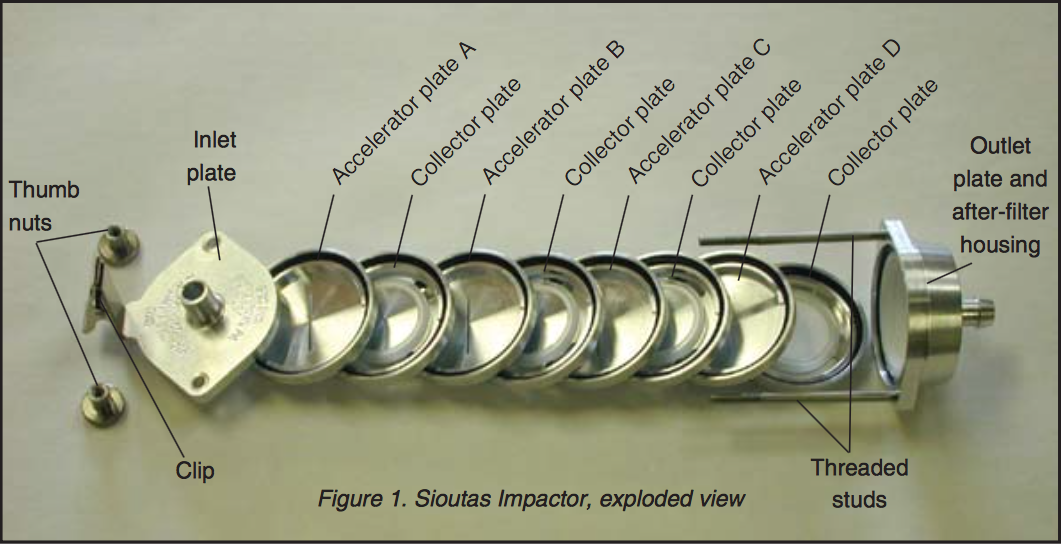 Accelerator plate A
Collector plate
Accelerator plate B
Collector plate
Accelerator plate C
Collector plate
Accelerator plate D
Collector plate
Inlet
plate
Outlet
plate and
after-filter
housing
Thumb
nuts
Clip
Threaded
studs
Figure 1. Sioutas Impactor, exploded view